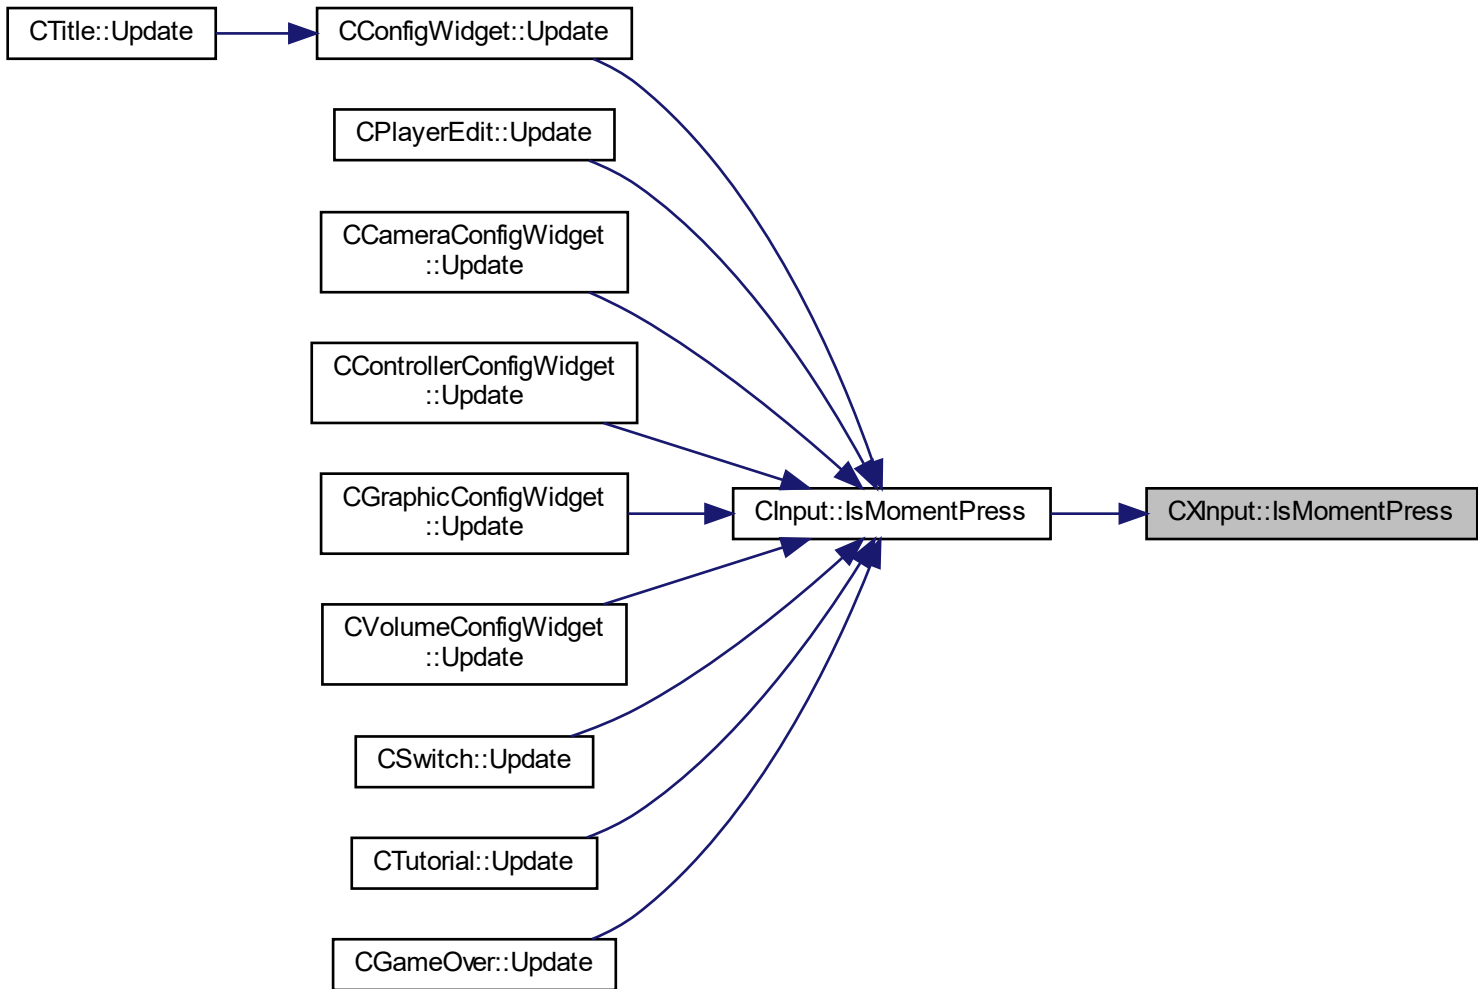 CTitle::Update
CConfigWidget::Update
CPlayerEdit::Update
CCameraConfigWidget
::Update
CControllerConfigWidget
::Update
CGraphicConfigWidget
::Update
CInput::IsMomentPress
CXInput::IsMomentPress
CVolumeConfigWidget
::Update
CSwitch::Update
CTutorial::Update
CGameOver::Update